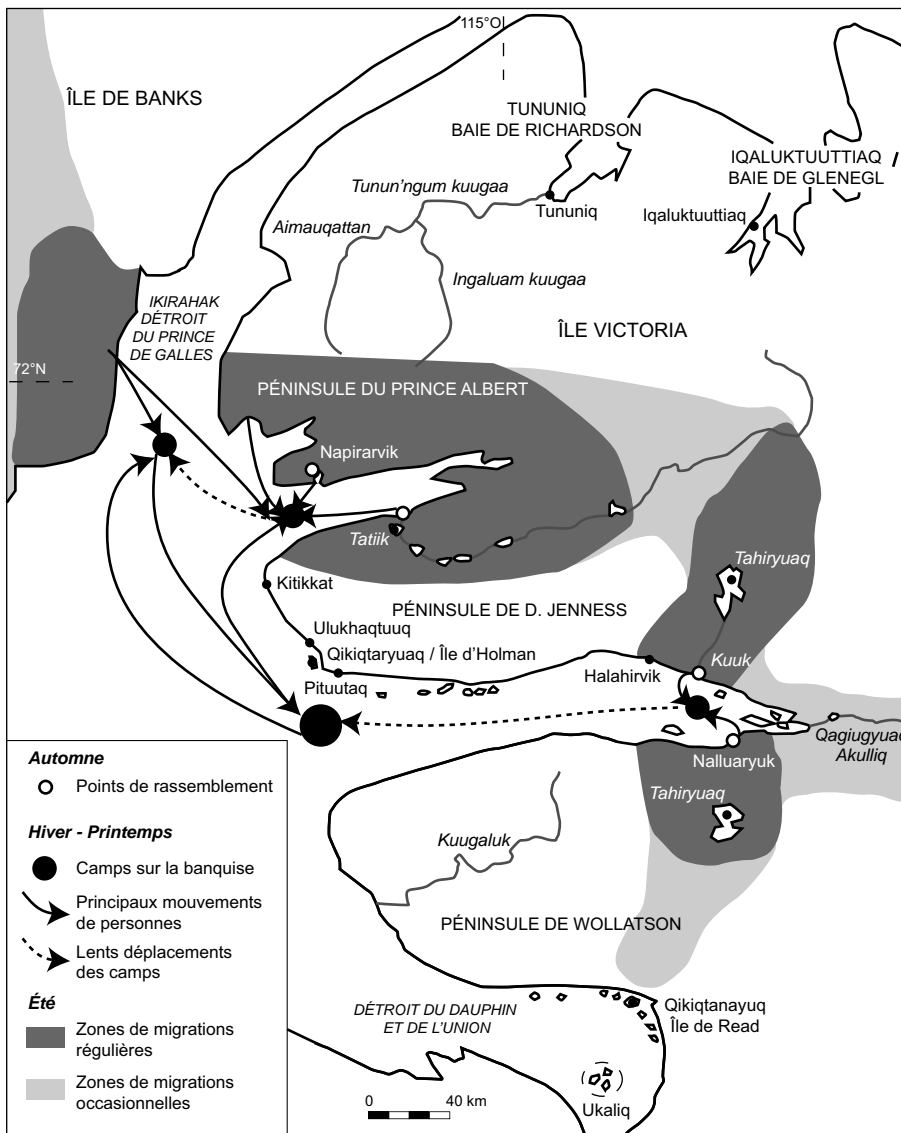 115°O
ÎLE DE BANKS
TUNUNIQ
BAIE DE RICHARDSON
IQALUKTUUTTIAQ
BAIE DE GLENEGL
Tunun'ngum kuugaa
Tununiq
Iqaluktuuttiaq
Aimauqattan
Ingaluam kuugaa
IKIRAHAK
DÉTROIT
DU PRINCE
DE GALLES
ÎLE VICTORIA
72°N
PÉNINSULE DU PRINCE ALBERT
Napirarvik
Tatiik
Tahiryuaq
Kitikkat
PÉNINSULE DE D. JENNESS
Ulukhaqtuuq
Qikiqtaryuaq / Île d'Holman
Pituutaq
Halahirvik
Kuuk
Qagiugyuaq
Akulliq
Nalluaryuk
Tahiryuaq
Kuugaluk
PÉNINSULE DE WOLLATSON
DÉTROIT DU DAUPHIN
ET DE L'UNION
Qikiqtanayuq
Île de Read
Ukaliq
0 40 km
Automne
Points de rassemblement
Hiver - Printemps
Camps sur la banquise
Principaux mouvements
de personnes
Lents déplacements
des camps
Été
Zones de migrations
régulières
Zones de migrations
occasionnelles